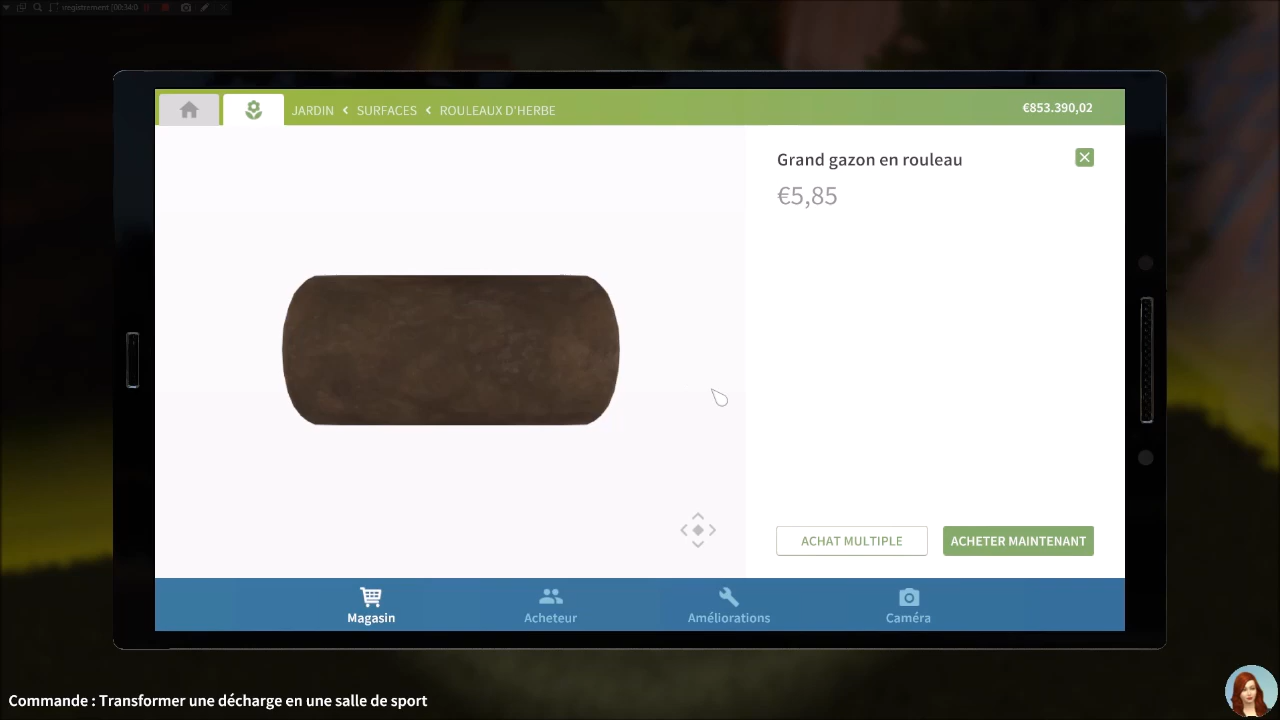 JARDIN < SURFACES < ROULEAUX D'HERBE
€853.390,02
Grand gazon en rouleau
€5,85
ACHAT MULTIPLE
ACHETER MAINTENANT
Magasin
Acheteur
Améliorations
Caméra
Commande : Transformer une décharge en une salle de sport